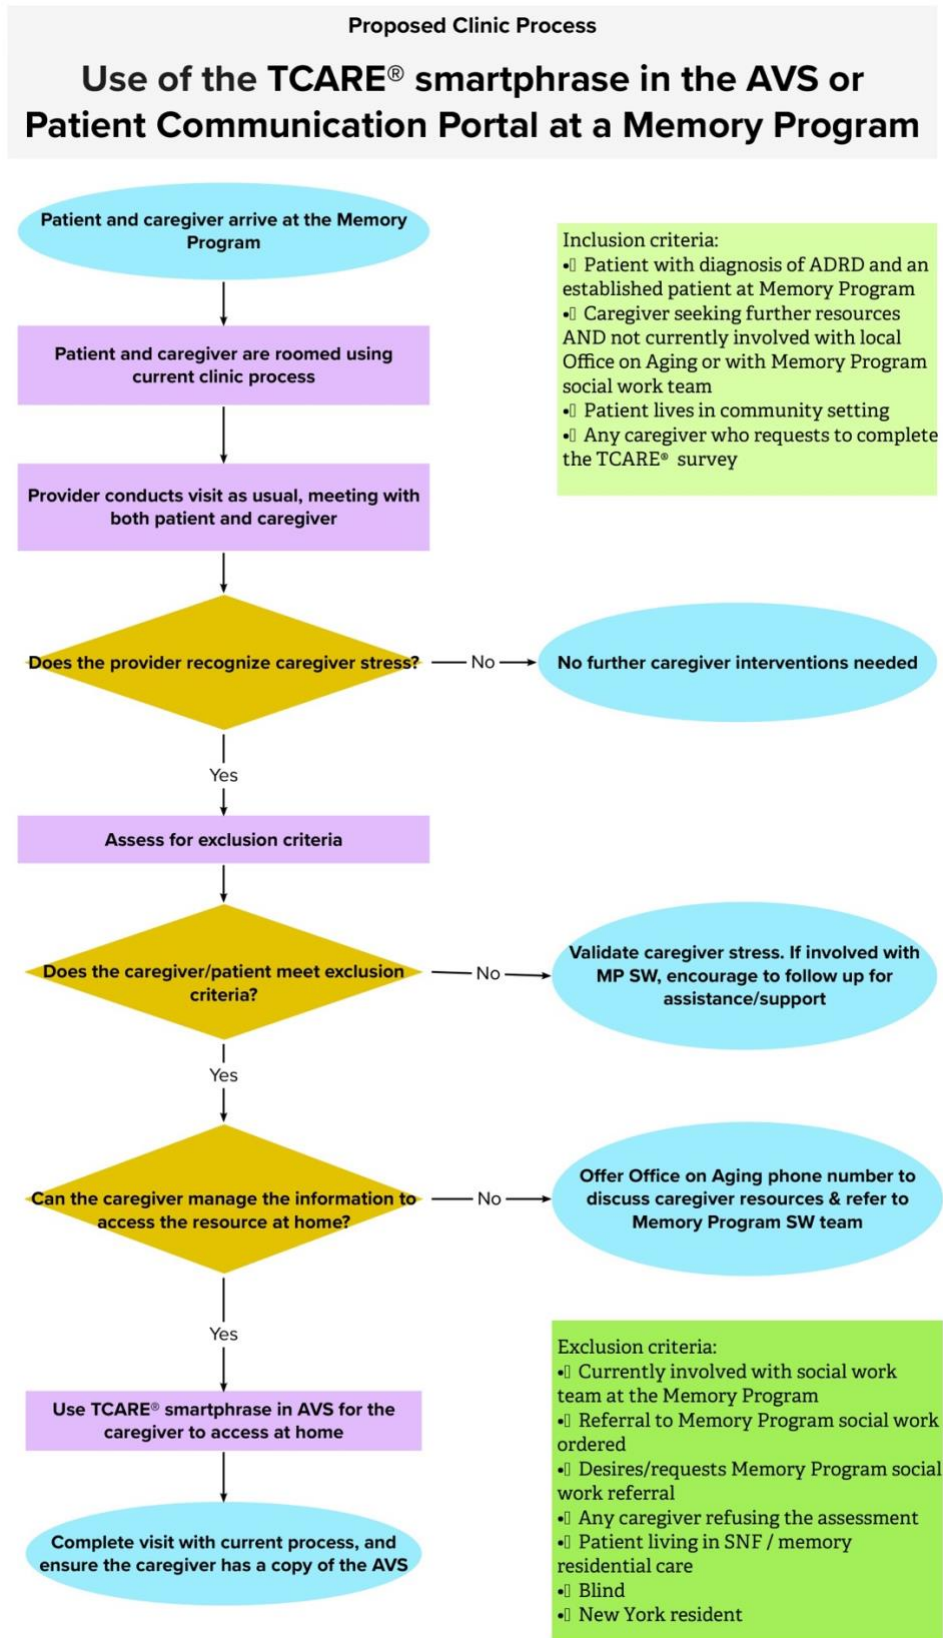 Proposed Clinic Process
Use of the TCARE® smartphrase in the AVS or
Patient Communication Portal at a Memory Program
Patient and caregiver arrive at the Memory
Program
Inclusion criteria:
•▯ Patient with diagnosis of ADRD and an
established patient at Memory Program
•▯ Caregiver seeking further resources
AND not currently involved with local
Office on Aging or with Memory Program
social work team
•▯ Patient lives in community setting
•▯ Any caregiver who requests to complete
the TCARE® survey
Patient and caregiver are roomed using
current clinic process
Provider conducts visit as usual, meeting with
both patient and caregiver
Does the provider recognize caregiver stress?
No
No further caregiver interventions needed
Yes
Assess for exclusion criteria
Does the caregiver/patient meet exclusion
criteria?
No
Validate caregiver stress. If involved with
MP SW, encourage to follow up for
assistance/support
Yes
Can the caregiver manage the information to
access the resource at home?
No
Offer Office on Aging phone number to
discuss caregiver resources & refer to
Memory Program SW team
Yes
Use TCARE® smartphrase in AVS for the
caregiver to access at home
Complete visit with current process, and
ensure the caregiver has a copy of the AVS
Exclusion criteria:
•▯ Currently involved with social work
team at the Memory Program
•▯ Referral to Memory Program social work
ordered
•▯ Desires/requests Memory Program social
work referral
•▯ Any caregiver refusing the assessment
•▯ Patient living in SNF / memory
residential care
•▯ Blind
•▯ New York resident